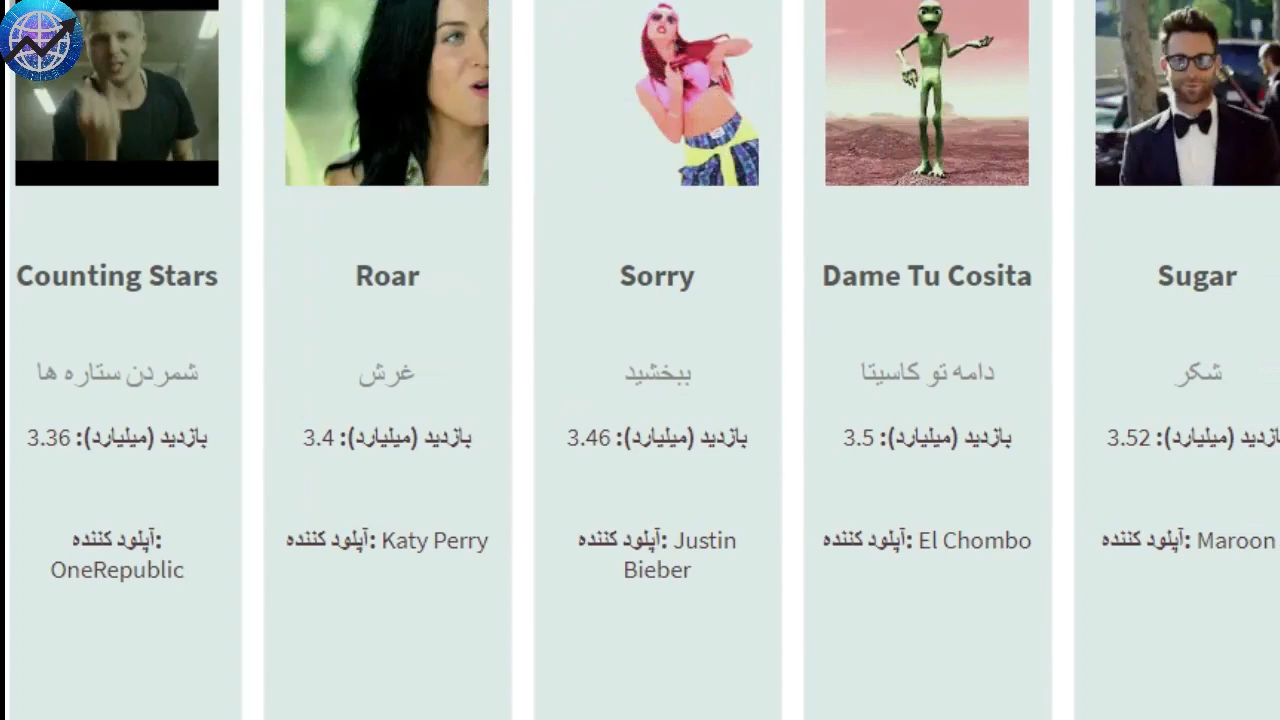 Counting Stars
شمردن ستاره ها
بازدید (میلیارد): 3.36
آپلود کننده:
OneRepublic
Roar
غرش
بازدید (میلیارد): 3.4
آپلود کننده: Katy Perry
Sorry
ببخشید
بازدید (میلیارد): 3.46
آپلود کننده: Justin
Bieber
Dame Tu Cosita
دامه تو کاسیتا
بازدید (میلیارد): 3.5
آپلود کننده: El Chombo
Sugar
شکر
بازدید (میلیارد): 3.52
آپلود کننده: Maroon